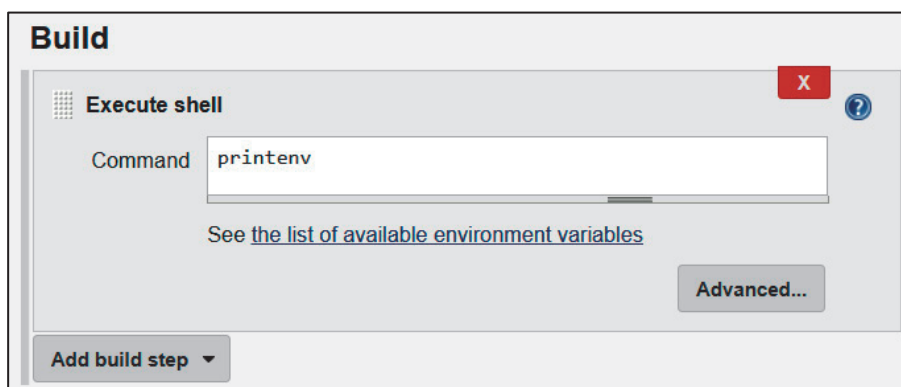 Build
X
Execute shell
?
Command printenv
See the list of available environment variables
Advanced...
Add build step